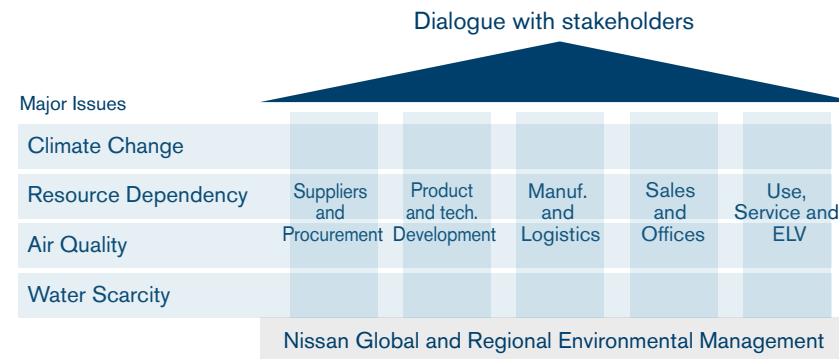 Dialogue with stakeholders
Major Issues
Climate Change
Resource Dependency
Air Quality
Water Scarcity
Suppliers
and
Procurement
Product
and tech.
Development
Manuf.
and
Logistics
Sales
and
Offices
Use,
Service and
ELV
Nissan Global and Regional Environmental Management